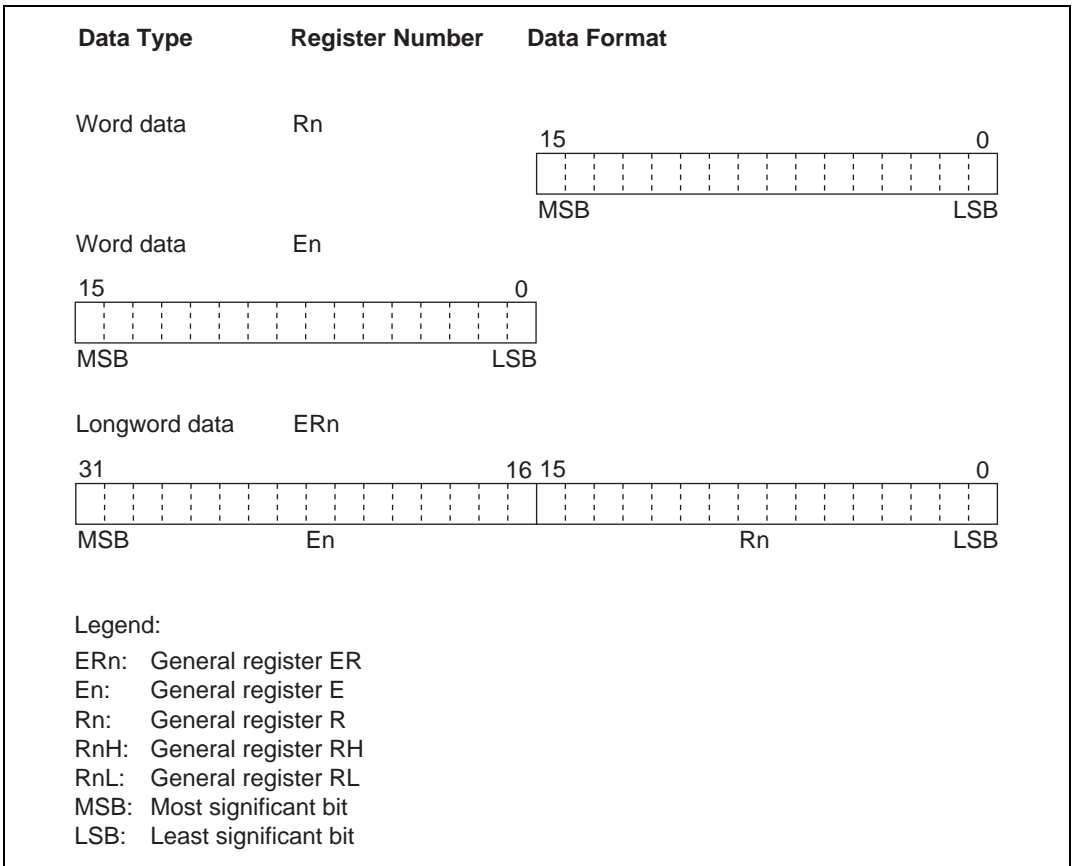 Data Type Register Number Data Format
Word data Rn
15 0
MSB LSB
Word data En
15 0
MSB LSB
Longword data ERn
31 16 15 0
MSB En Rn LSB
Legend:
ERn: General register ER
En: General register E
Rn: General register R
RnH: General register RH
RnL: General register RL
MSB: Most significant bit
LSB: Least significant bit